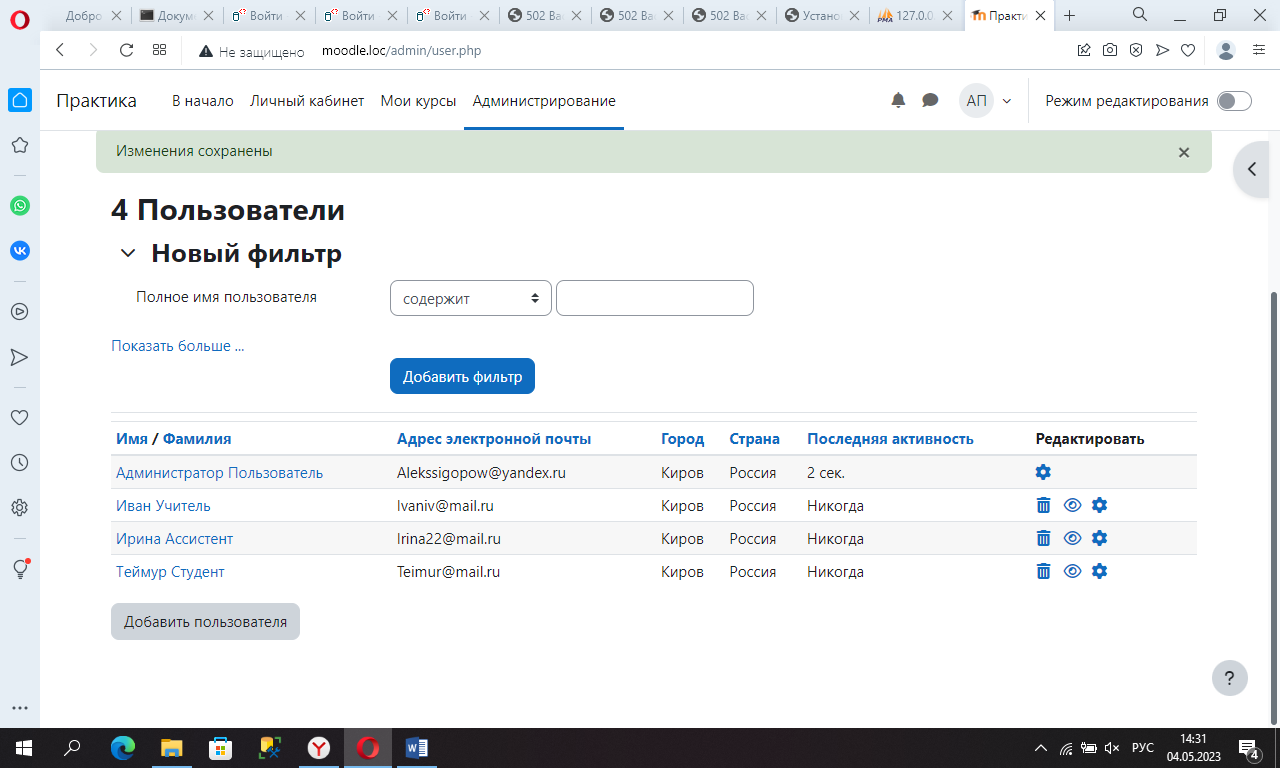 Добро
Докум
Войти
Войти
Войти
502 Ba
502 Ba
502 Ba
Устано
127.0.0
Практи
Не защищено moodle.loc/admin/user.php
Практика В начало Личный кабинет Мои курсы Администрирование АП Режим редактирования
Изменения сохранены
4 Пользователи
Новый фильтр
Полное имя пользователя содержит
Показать больше ...
Добавить фильтр
Имя / Фамилия Адрес электронной почты Город Страна Последняя активность Редактировать
Администратор Пользователь Alekssigopow@yandex.ru Киров Россия 2 сек.
Иван Учитель Ivaniv@mail.ru Киров Россия Никогда
Ирина Ассистент Irina22@mail.ru Киров Россия Никогда
Теймур Студент Teimur@mail.ru Киров Россия Никогда
Добавить пользователя
?
РУС 14:31
04.05.2023 4